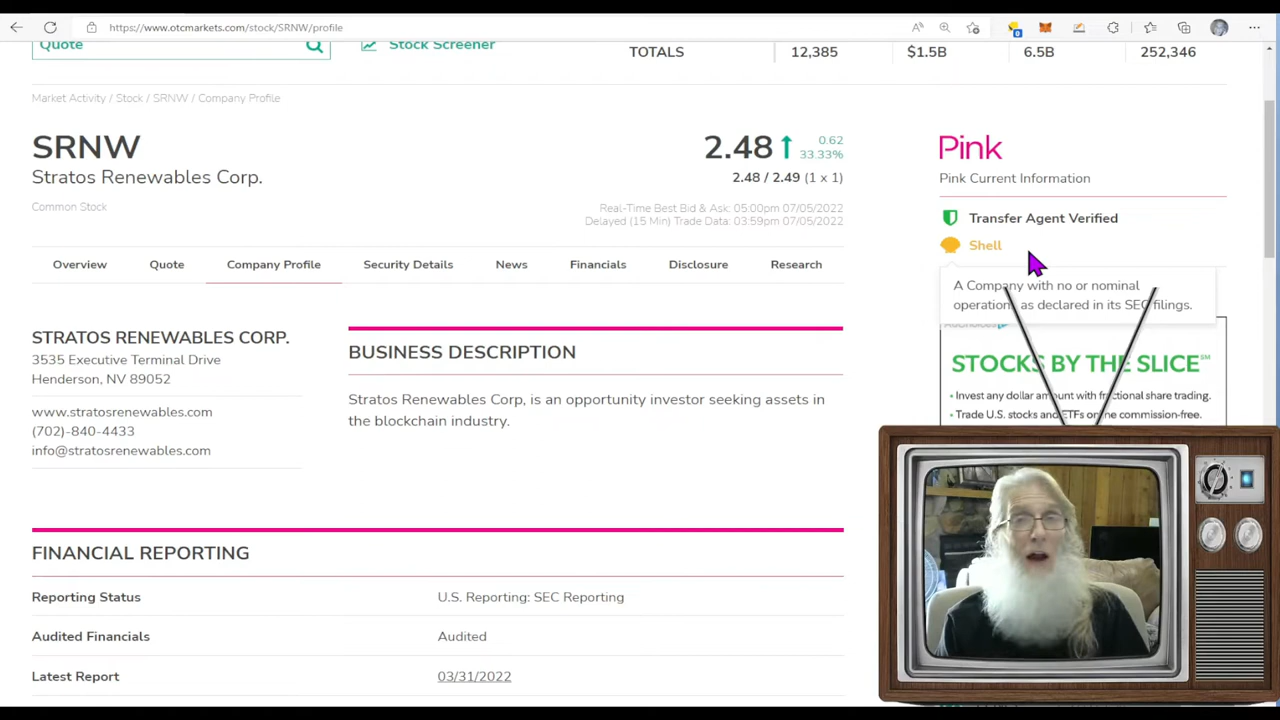 https://www.otcmarkets.com/stock/SRNW/profile
Quote
Stock Screener
TOTALS
12,385
$1.5B
6.5B
252,346
Market Activity / Stock / SRNW / Company Profile
SRNW
2.48
0.62
33.33%
Stratos Renewables Corp.
2.48 / 2.49 (1 x 1)
Common Stock
Real-Time Best Bid & Ask: 05:00pm 07/05/2022
Delayed (15 Min) Trade Data: 03:59pm 07/05/2022
Pink
Pink Current Information
Transfer Agent Verified
Shell
A Company with no or nominal
operations as declared in its SEC filings.
Overview
Quote
Company Profile
Security Details
News
Financials
Disclosure
Research
STRATOS RENEWABLES CORP.
3535 Executive Terminal Drive
Henderson, NV 89052
www.stratosrenewables.com
(702)-840-4433
info@stratosrenewables.com
BUSINESS DESCRIPTION
Stratos Renewables Corp, is an opportunity investor seeking assets in
the blockchain industry.
STOCKS BY THE SLICE℠
• Invest any dollar amount with fractional share trading.
• Trade U.S. stocks and ETFs online commission-free.
FINANCIAL REPORTING
Reporting Status
U.S. Reporting: SEC Reporting
Audited Financials
Audited
Latest Report
03/31/2022